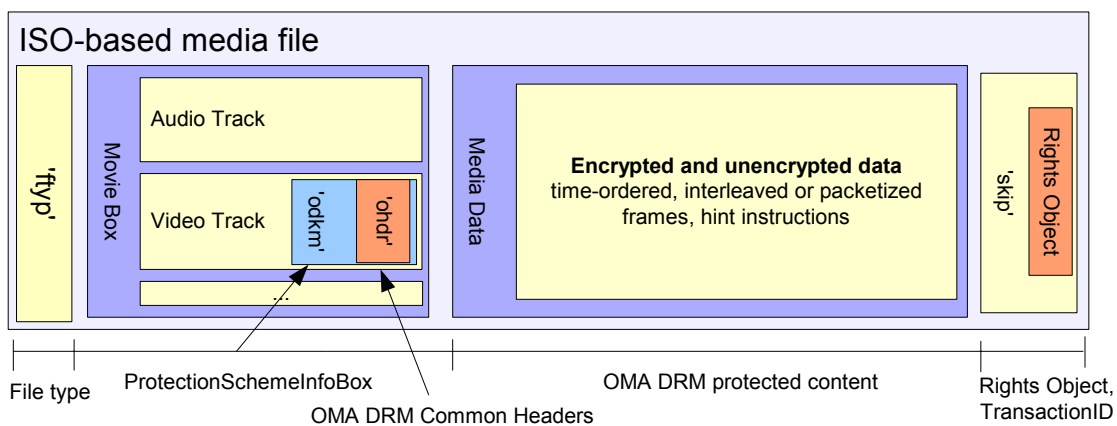 ISO-based media file
'ftyp'
Movie Box
Audio Track
Video Track
'odkm'
'ohdr'
...
Media Data
Encrypted and unencrypted data
time-ordered, interleaved or packetized
frames, hint instructions
'skip'
Rights Object
File type
ProtectionSchemeInfoBox
OMA DRM Common Headers
OMA DRM protected content
Rights Object,
TransactionID